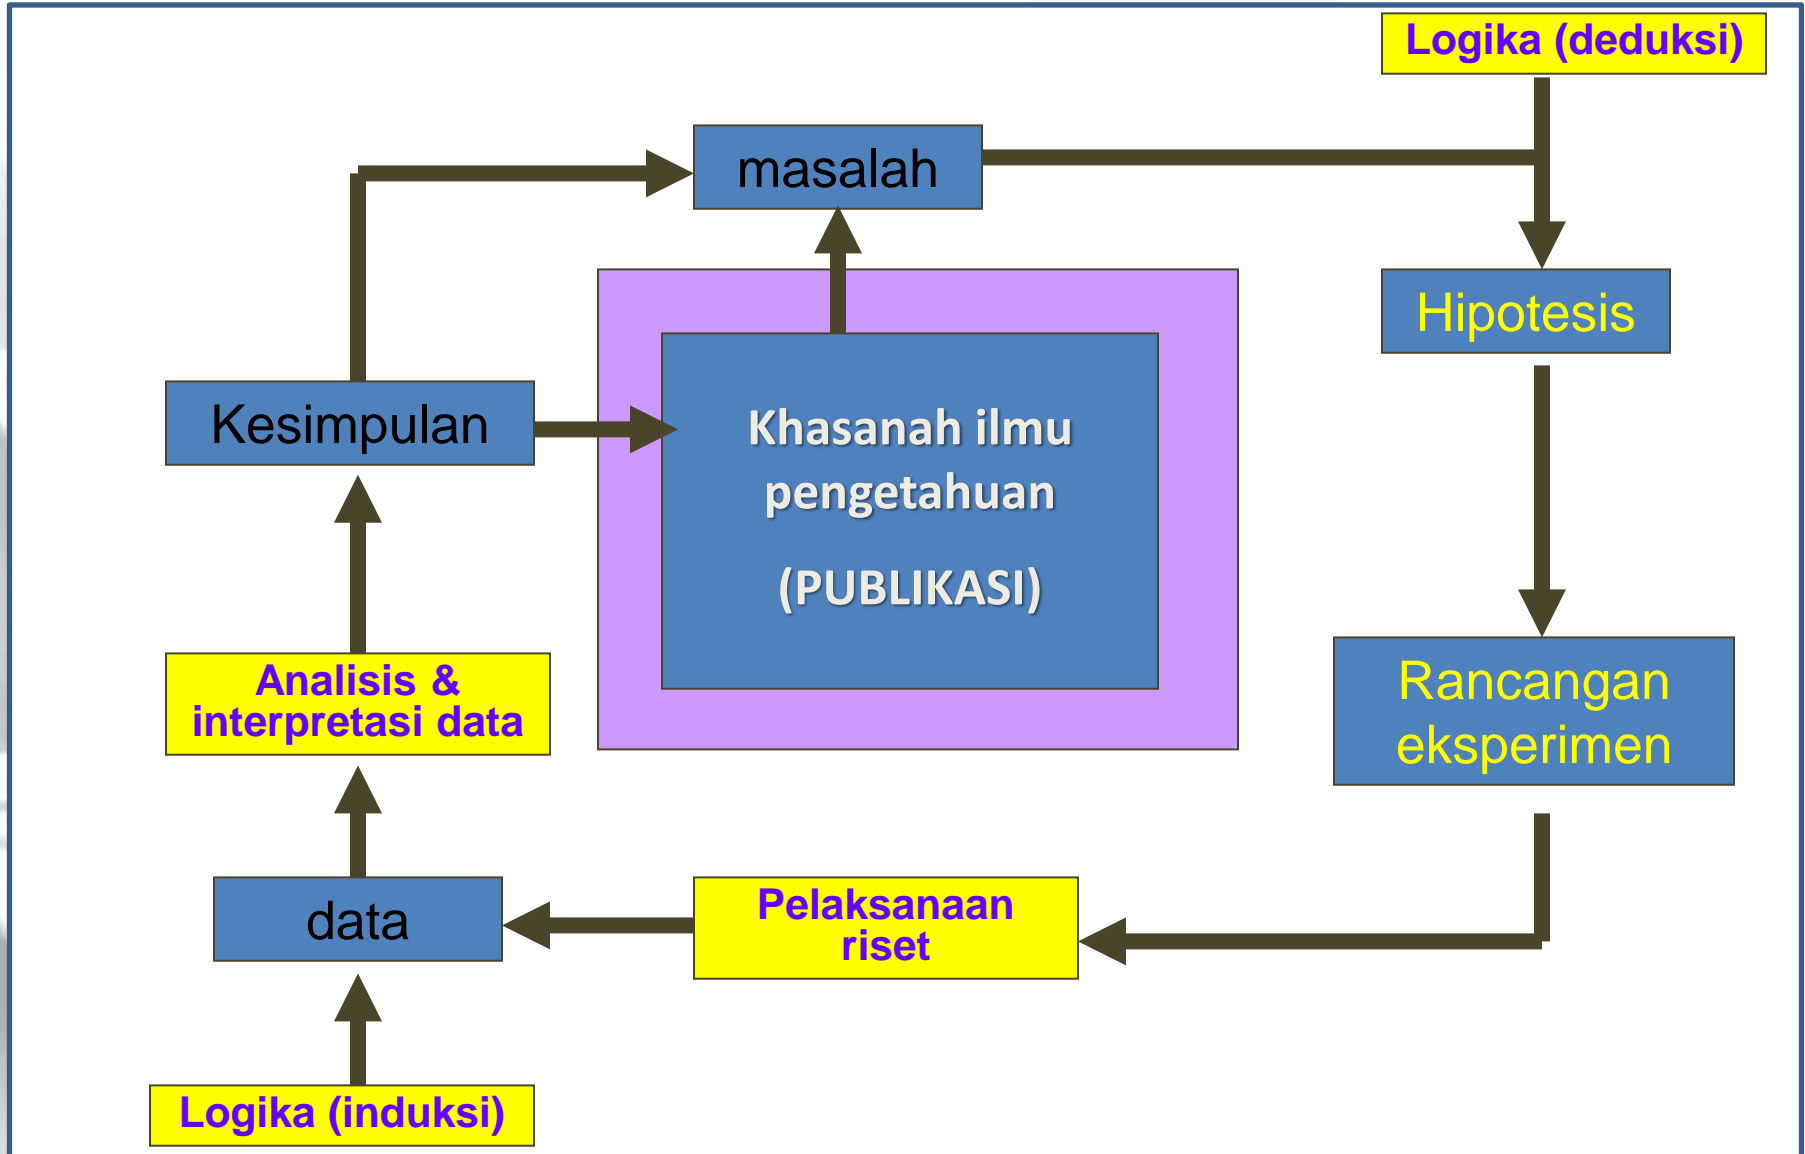 Logika (deduksi)
masalah
Hipotesis
Kesimpulan
Khasanah ilmu
pengetahuan
(PUBLIKASI)
Analisis &
interpretasi data
Rancangan
eksperimen
data
Pelaksanaan
riset
Logika (induksi)